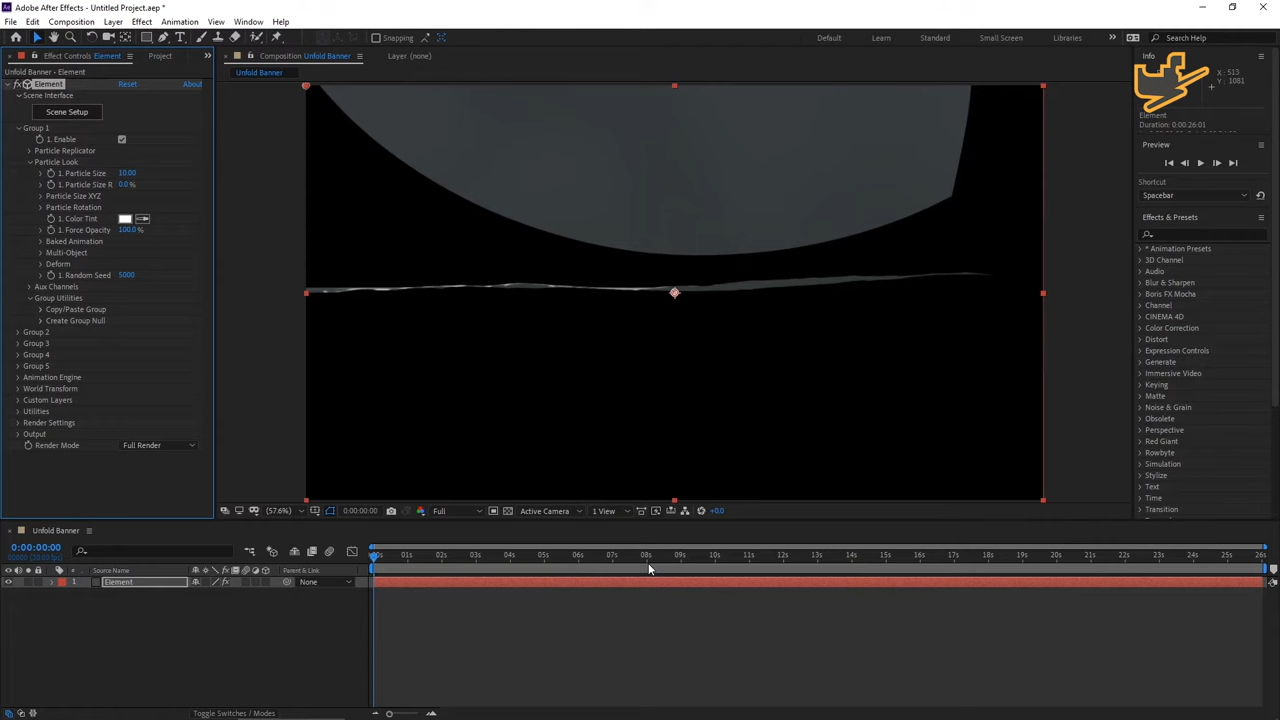 Adobe After Effects - Untitled Project.aep *
File Edit Composition Layer Effect Animation View Window Help
Snapping Default Learn Standard Small Screen Libraries Search Help
Effect Controls Element Project Composition Unfold Banner Layer (none) Info
Unfold Banner • Element Unfold Banner
Element Reset About
Scene Interface
Scene Setup
Group 1
1. Enable
Particle Replicator
Particle Look
1. Particle Size 10.00
1. Particle Size R 0.0 %
Particle Size XYZ
Particle Rotation
1. Color Tint
1. Force Opacity 100.0 %
Baked Animation
Multi-Object
Deform
1. Random Seed 5000
Aux Channels
Group Utilities
Copy/Paste Group
Create Group Null
Group 2
Group 3
Group 4
Group 5
Animation Engine
World Transform
Custom Layers
Utilities
Render Settings
Output
Render Mode Full Render
X : 513
Y : 1081
Element
Duration: 0:00:26:01
Preview
Shortcut
Spacebar
Effects & Presets
* Animation Presets
3D Channel
Audio
Blur & Sharpen
Boris FX Mocha
Channel
CINEMA 4D
Color Correction
Distort
Expression Controls
Generate
Immersive Video
Keying
Matte
Noise & Grain
Obsolete
Perspective
Red Giant
Rowbyte
Simulation
Stylize
Text
Time
Transition
(57.6%) 0:00:00:00 Full Active Camera 1 View +0.0
Unfold Banner
0:00:00:00
# Source Name Parent & Link
01s 02s 03s 04s 05s 06s 07s 08s 09s 10s 11s 12s 13s 14s 15s 16s 17s 18s 19s 20s 21s 22s 23s 24s 25s 26s
1 Element None
Toggle Switches / Modes